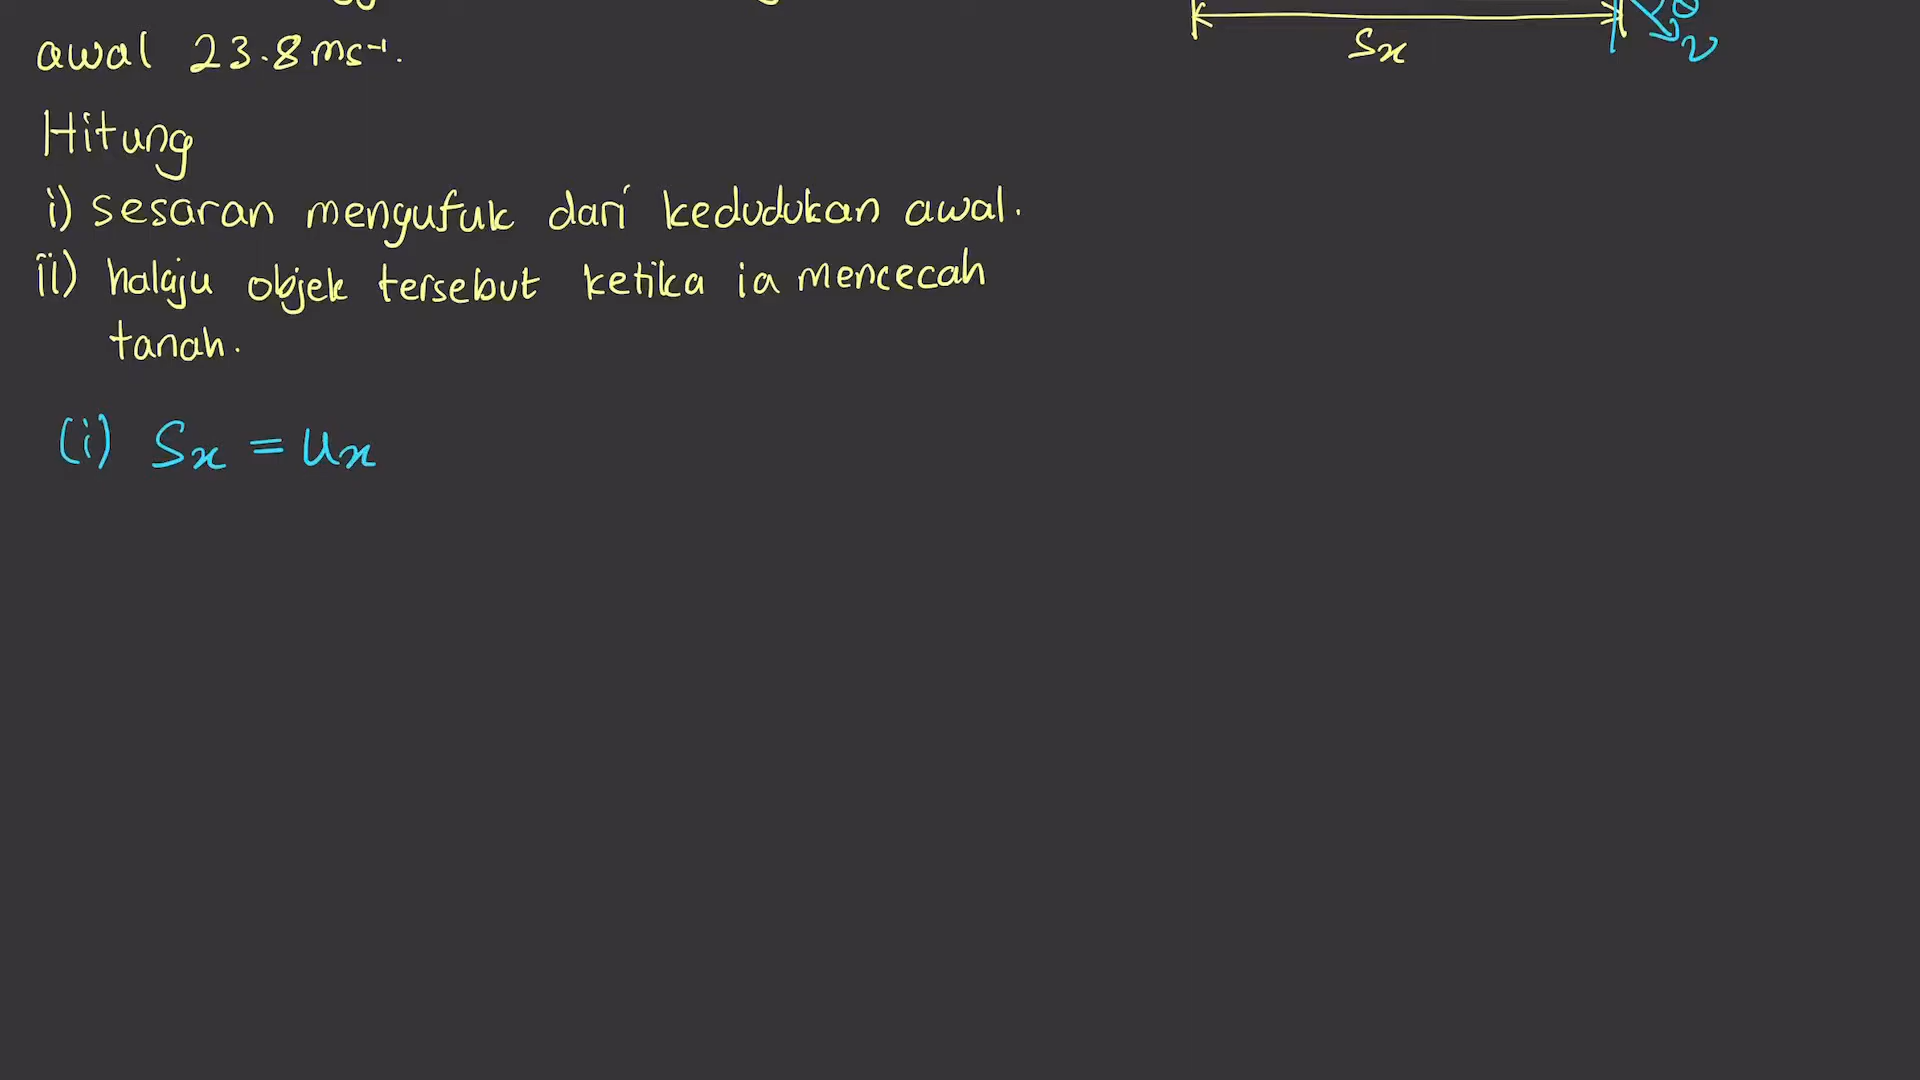 awal 23.8 ms⁻¹.
Sx
θ
v
Hitung
i) sesaran mengufuk dari kedudukan awal.
ii) halaju objek tersebut ketika ia mencecah
tanah.
(i) Sx = ux